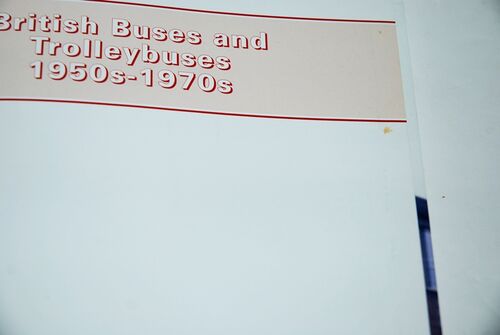 British Buses and
Trolleybuses
1950s-1970s